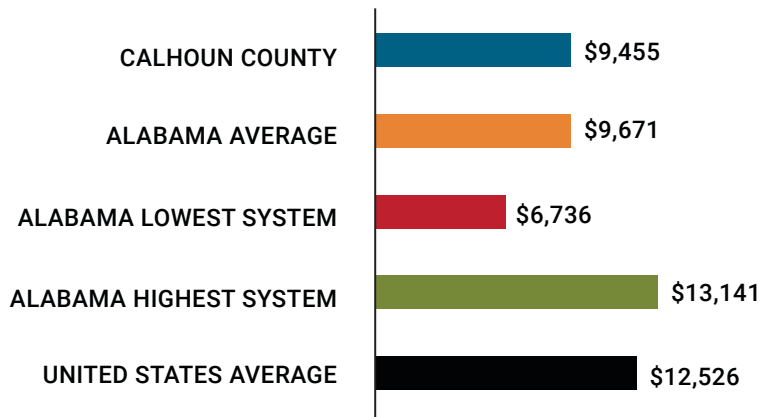 CALHOUN COUNTY $9,455
ALABAMA AVERAGE $9,671
ALABAMA LOWEST SYSTEM $6,736
ALABAMA HIGHEST SYSTEM $13,141
UNITED STATES AVERAGE $12,526